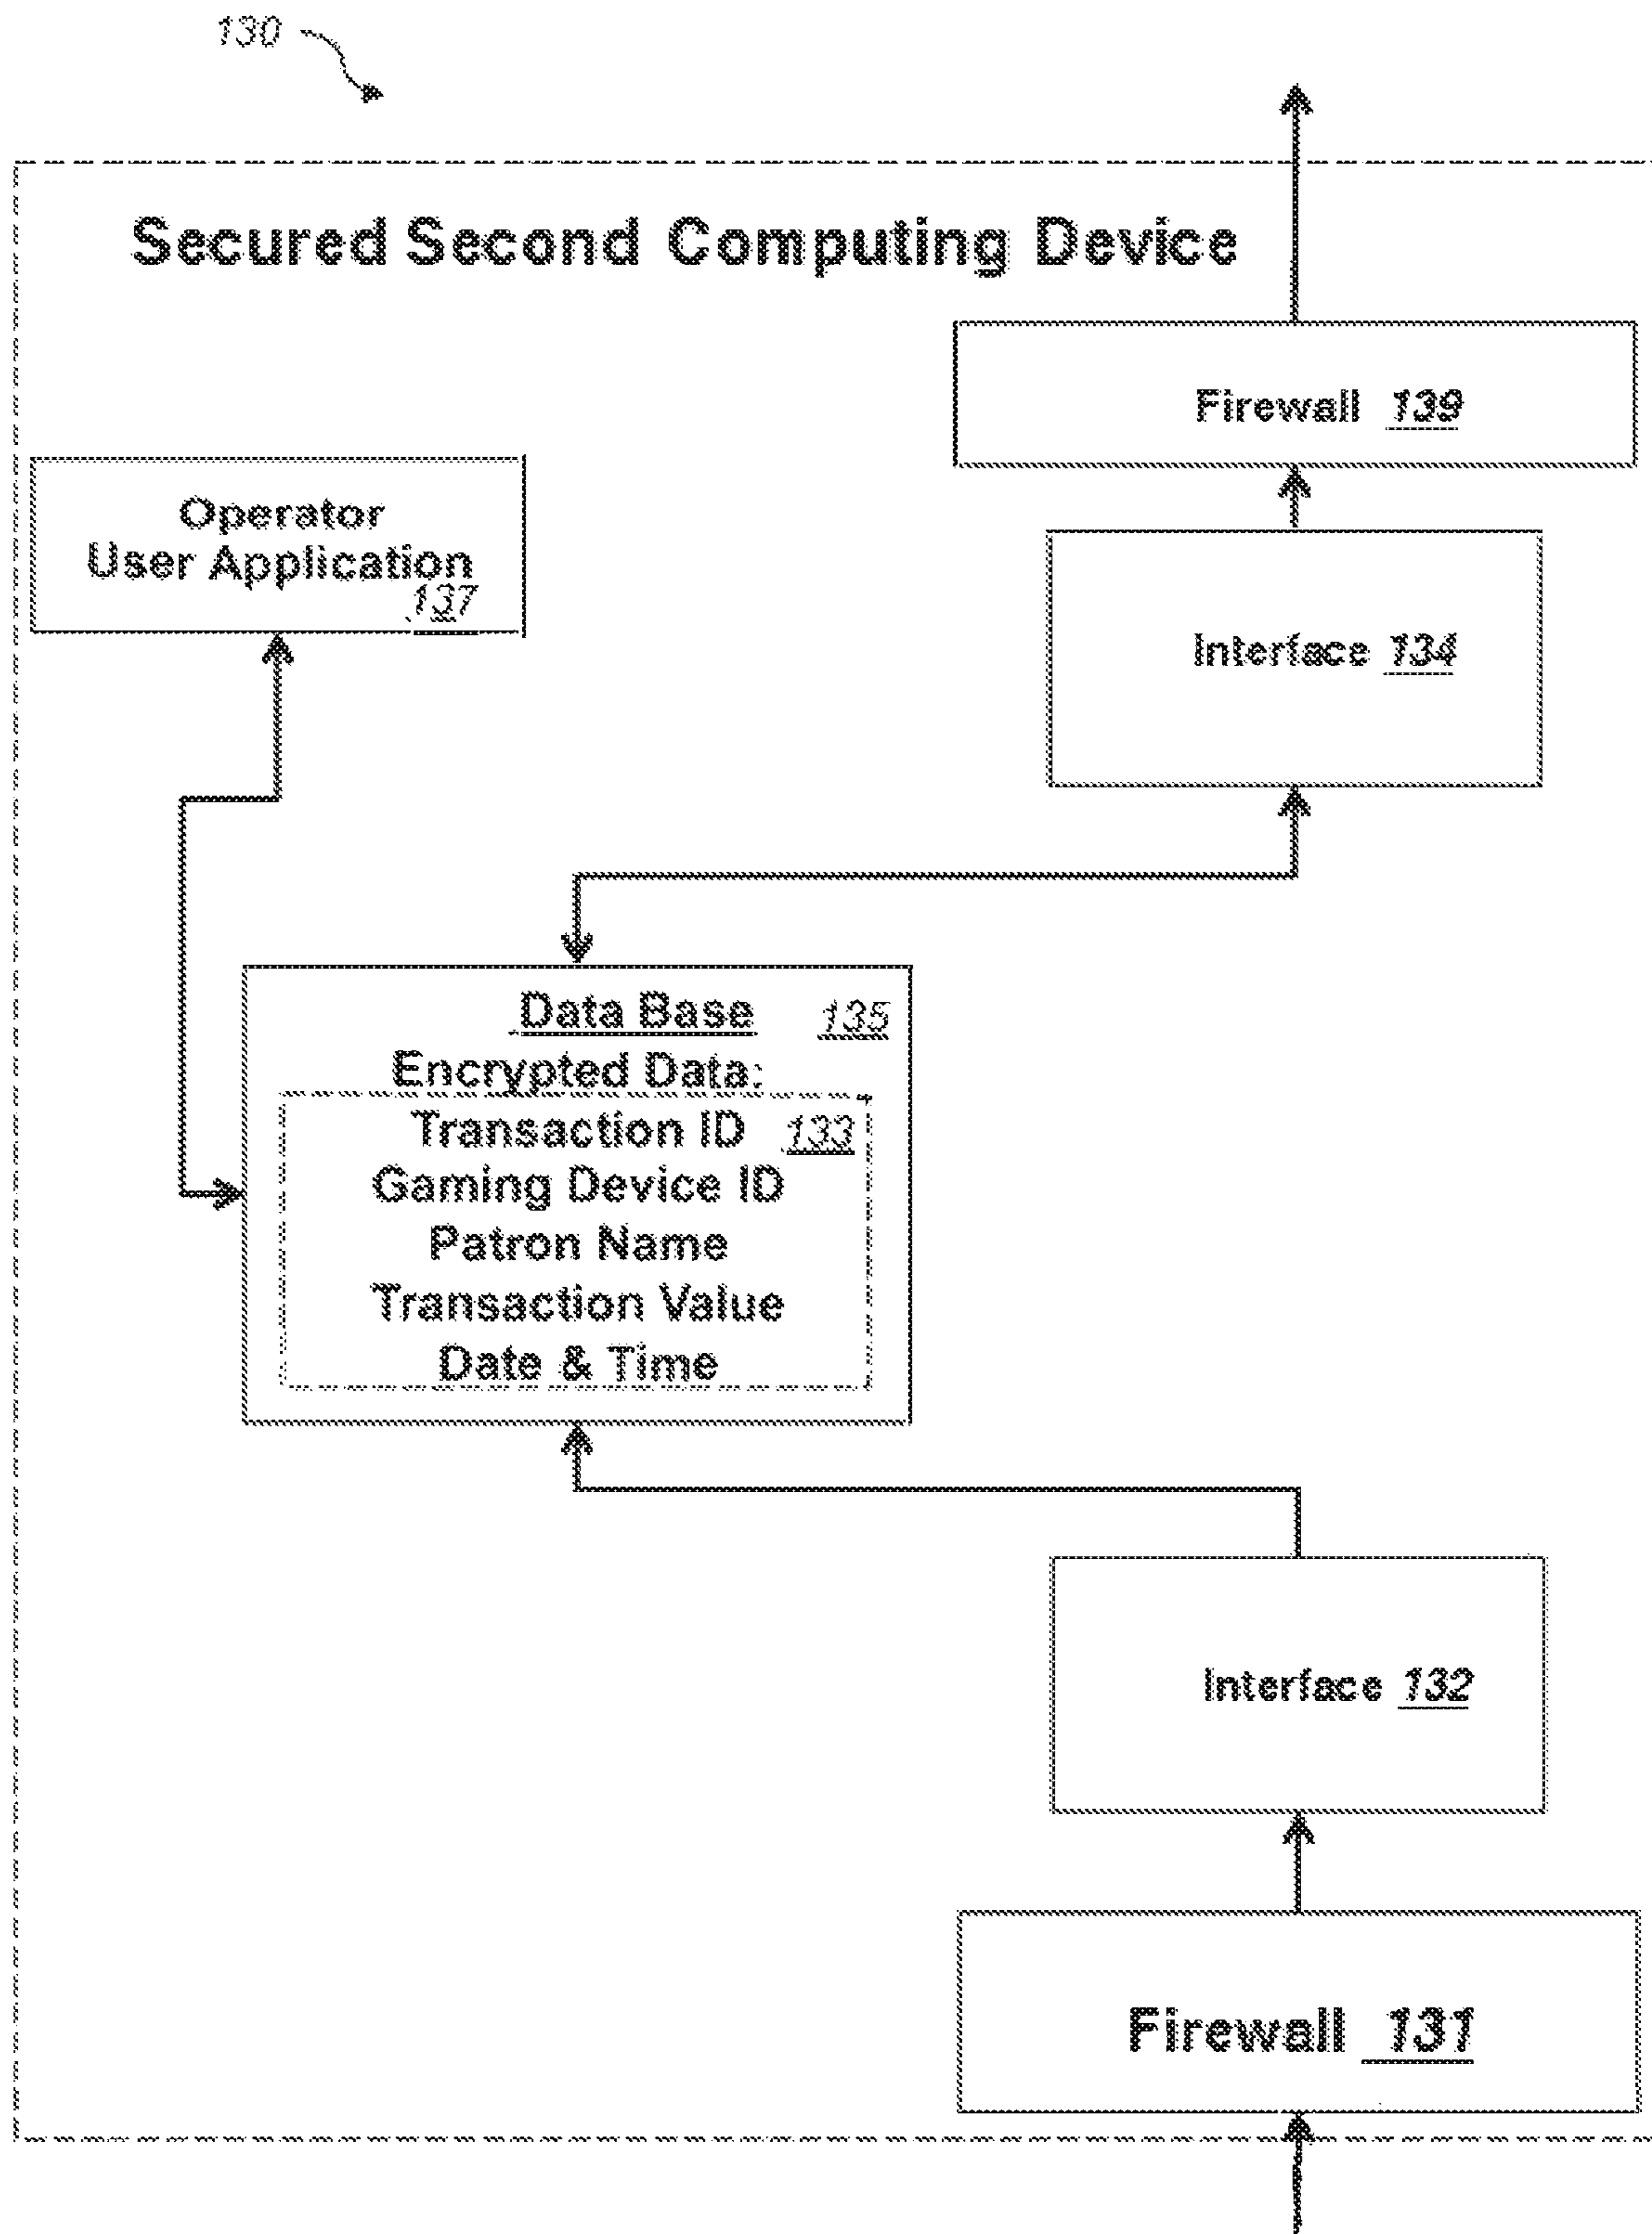 130
Secured Second Computing Device
Firewall 139
Operator
User Application
137
Interface 134
Data Base 135
Encrypted Data:
Transaction ID 133
Gaming Device ID
Patron Name
Transaction Value
Date & Time
Interface 132
Firewall 131